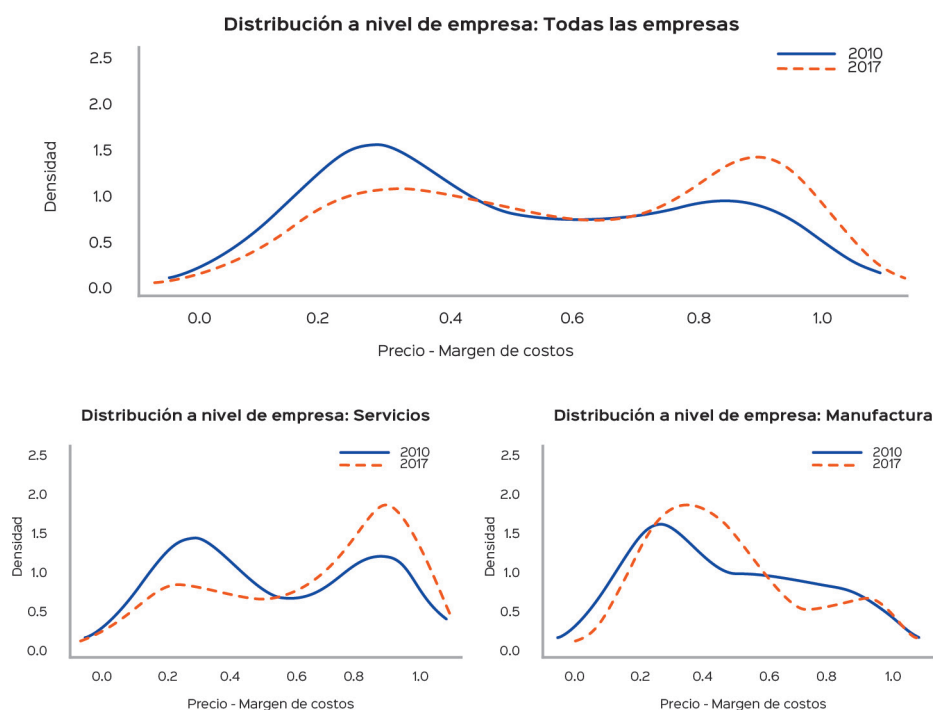 Distribución a nivel de empresa: Todas las empresas
2010
2017
2.5
2.0
1.5
1.0
0.5
0.0
Densidad
0.0 0.2 0.4 0.6 0.8 1.0
Precio - Margen de costos
Distribución a nivel de empresa: Servicios
2010
2017
2.5
2.0
1.5
1.0
0.5
0.0
Densidad
0.0 0.2 0.4 0.6 0.8 1.0
Precio - Margen de costos
Distribución a nivel de empresa: Manufactura
2010
2017
2.5
2.0
1.5
1.0
0.5
0.0
Densidad
0.0 0.2 0.4 0.6 0.8 1.0
Precio - Margen de costos